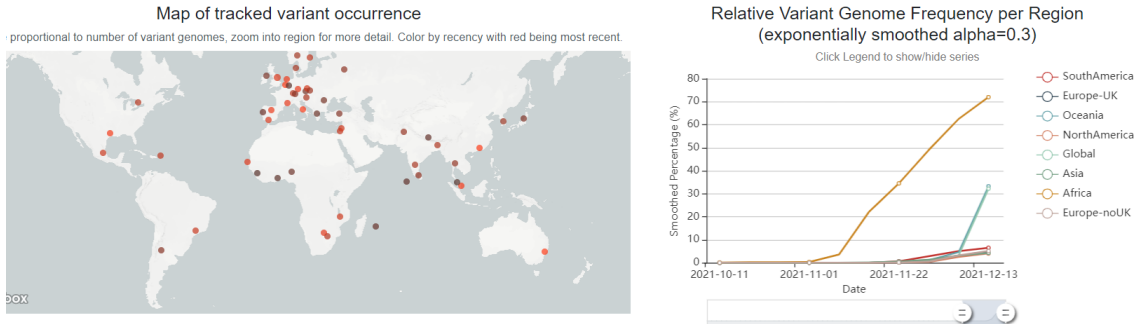 Map of tracked variant occurrence
proportional to number of variant genomes, zoom into region for more detail. Color by recency with red being most recent.
Relative Variant Genome Frequency per Region
(exponentially smoothed alpha=0.3)
Click Legend to show/hide series
Smoothed Percentage (%)
80
70
60
50
40
30
20
10
0
2021-10-11
2021-11-01
2021-11-22
2021-12-13
Date
SouthAmerica
Europe-UK
Oceania
NorthAmerica
Global
Asia
Africa
Europe-noUK
box